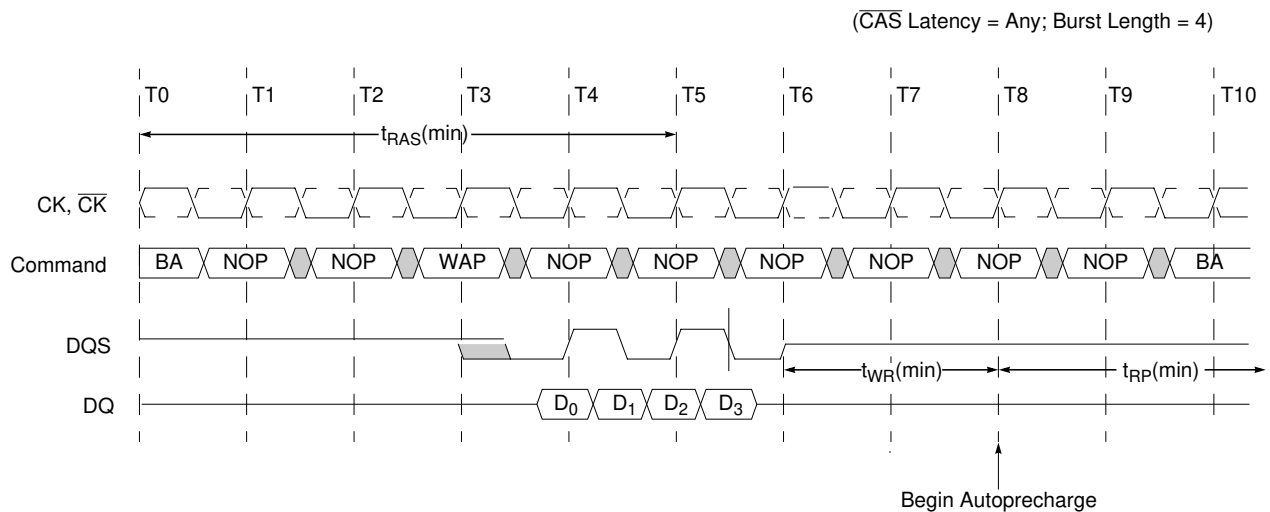 (C̅A̅S̅ Latency = Any; Burst Length = 4)
T0 T1 T2 T3 T4 T5 T6 T7 T8 T9 T10
tRAS(min)
CK, C̅K̅
Command BA NOP NOP WAP NOP NOP NOP NOP NOP NOP BA
DQS
tWR(min) tRP(min)
DQ D0 D1 D2 D3
Begin Autoprecharge